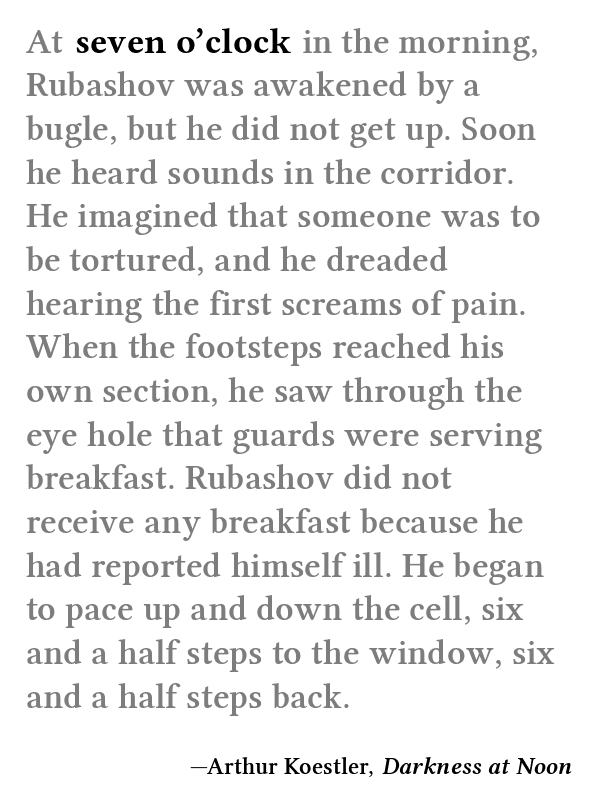 At seven o’clock in the morning,
Rubashov was awakened by a
bugle, but he did not get up. Soon
he heard sounds in the corridor.
He imagined that someone was to
be tortured, and he dreaded
hearing the first screams of pain.
When the footsteps reached his
own section, he saw through the
eye hole that guards were serving
breakfast. Rubashov did not
receive any breakfast because he
had reported himself ill. He began
to pace up and down the cell, six
and a half steps to the window, six
and a half steps back.
—Arthur Koestler, Darkness at Noon